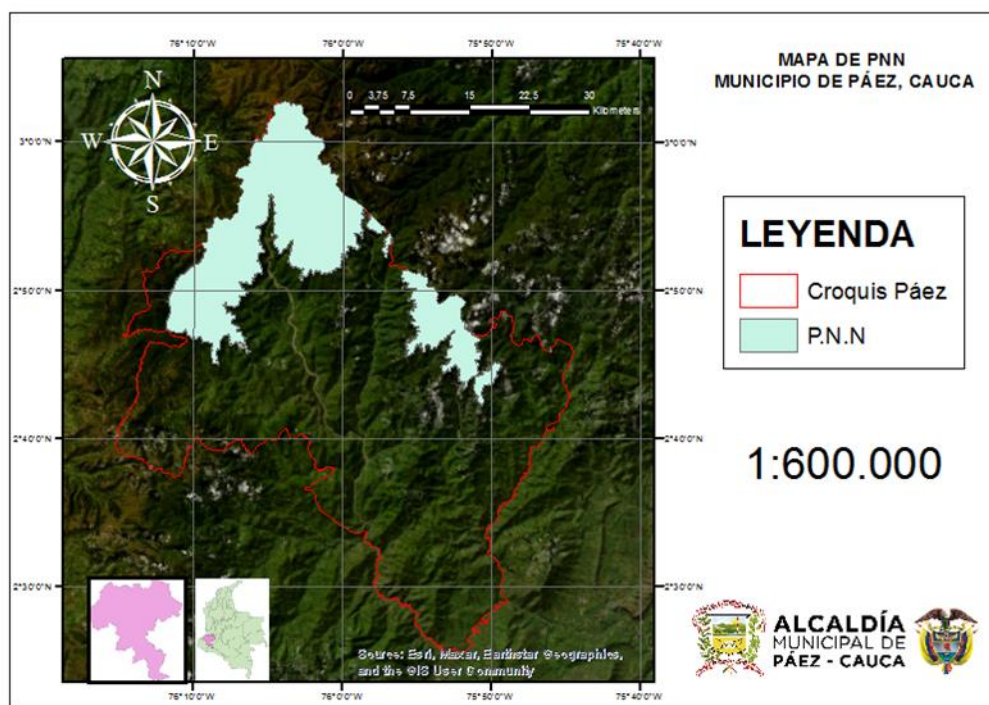 MAPA DE PNN
MUNICIPIO DE PÁEZ, CAUCA
76°10'0"W 76°0'0"W 75°50'0"W 75°40'0"W
N
W E
S
0 3,75 7,5 15 22,5 30
Kilometers
3°0'0"N 3°0'0"N
2°50'0"N 2°50'0"N
2°40'0"N 2°40'0"N
2°30'0"N 2°30'0"N
76°10'0"W 76°0'0"W 75°50'0"W 75°40'0"W
Source: Esri, Maxar, Earthstar Geographics,
and the GIS User Community
LEYENDA
Croquis Páez
P.N.N
1:600.000
ALCALDÍA
MUNICIPAL DE
PÁEZ - CAUCA